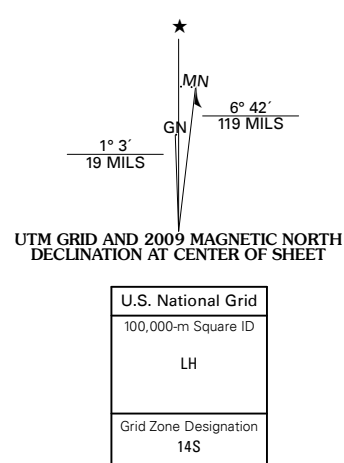 ★
MN
GN
6° 42´
119 MILS
1° 3´
19 MILS
UTM GRID AND 2009 MAGNETIC NORTH
DECLINATION AT CENTER OF SHEET
U.S. National Grid
100,000-m Square ID
LH
Grid Zone Designation
14S